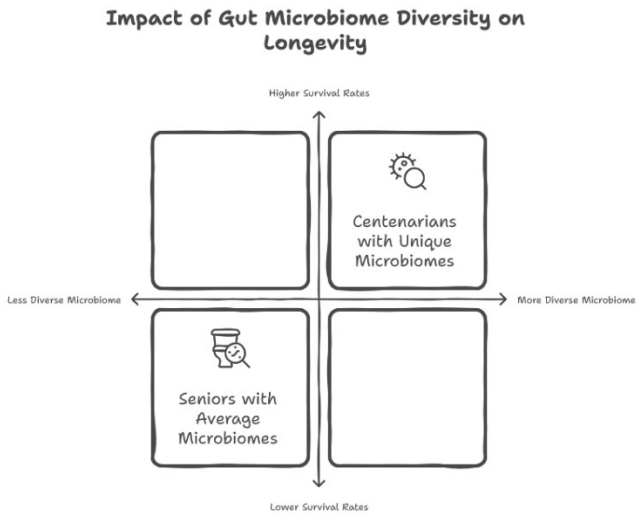 Impact of Gut Microbiome Diversity on
Longevity
Higher Survival Rates
Centenarians
with Unique
Microbiomes
Less Diverse Microbiome
More Diverse Microbiome
Seniors with
Average
Microbiomes
Lower Survival Rates